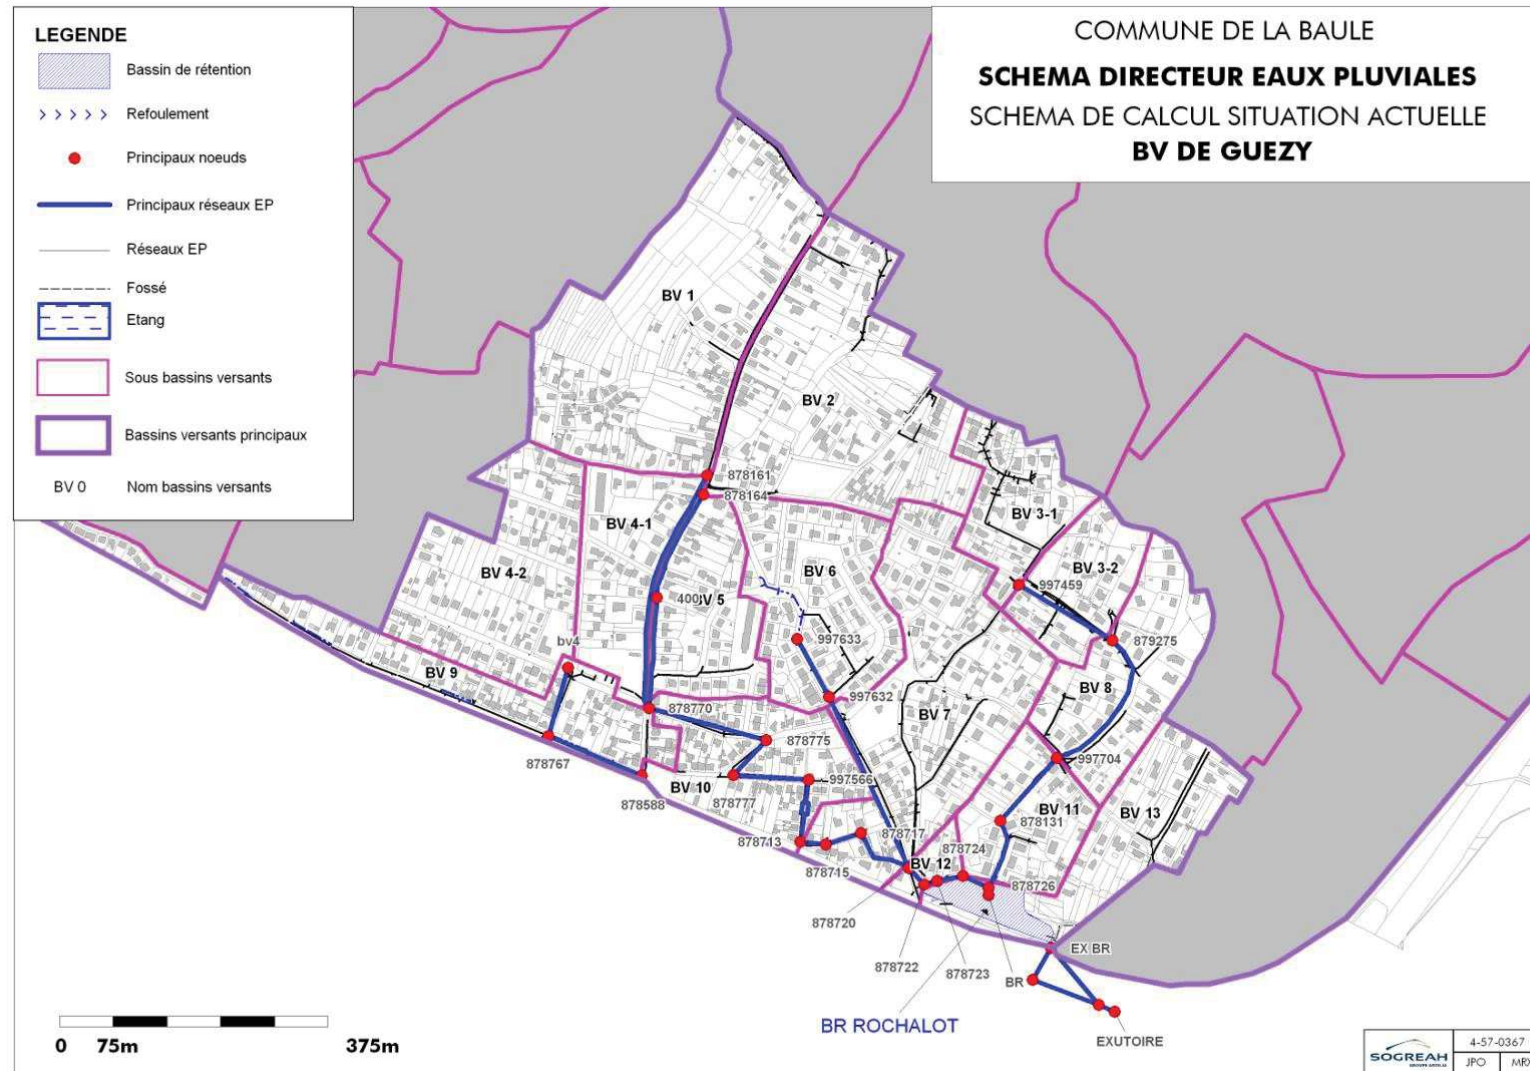 LEGENDE
Bassin de rétention
Refoulement
Principaux noeuds
Principaux réseaux EP
Réseaux EP
Fossé
Etang
Sous bassins versants
Bassins versants principaux
BV 0 Nom bassins versants
COMMUNE DE LA BAULE
SCHEMA DIRECTEUR EAUX PLUVIALES
SCHEMA DE CALCUL SITUATION ACTUELLE
BV DE GUEZY
BV 1
BV 2
878161
878164
BV 3-1
BV 4-1
BV 6
BV 3-2
BV 4-2
997459
400
BV 5
997633
879275
bv4
BV 9
BV 8
997632
878770
BV 7
878775
878767
997704
997566
BV 10
878777
878588
BV 11
BV 13
878131
878717
878713
878724
BV 12
878715
878726
878720
EX BR
878722
878723
BR
BR ROCHALOT
EXUTOIRE
0 75m 375m
SOGREAH
4-57-0367
JPO